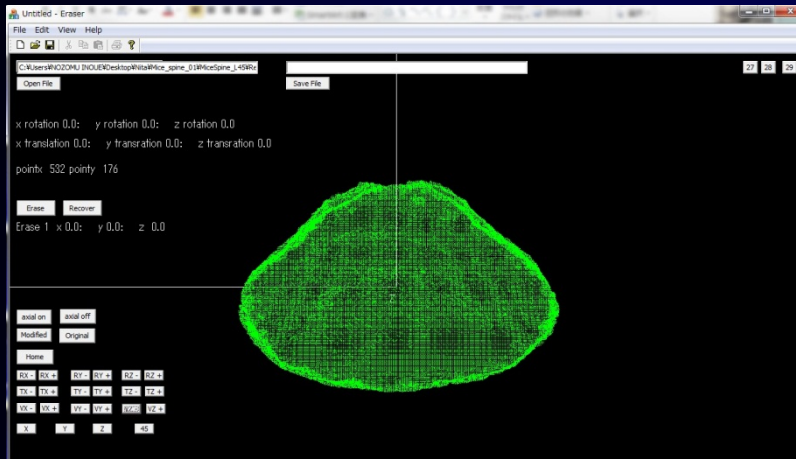 Untitled - Eraser
File Edit View Help
C:¥Users¥NOZOMU INOUE¥Desktop¥Nita¥Mice_spine_01¥MiceSpine_L45¥Re
27 28 29
Open File Save File
x rotation 0.0: y rotation 0.0: z rotation 0.0
x translation 0.0: y transration 0.0: z transration 0.0
pointx 532 pointy 176
Erase Recover
Erase 1 x 0.0: y 0.0: z 0.0
Z
axial on axial off
Modified Original
Home
RX - RX + RY - RY + RZ - RZ +
TX - TX + TY - TY + TZ - TZ +
VX - VX + VY - VY + VZ - VZ +
X Y Z 45